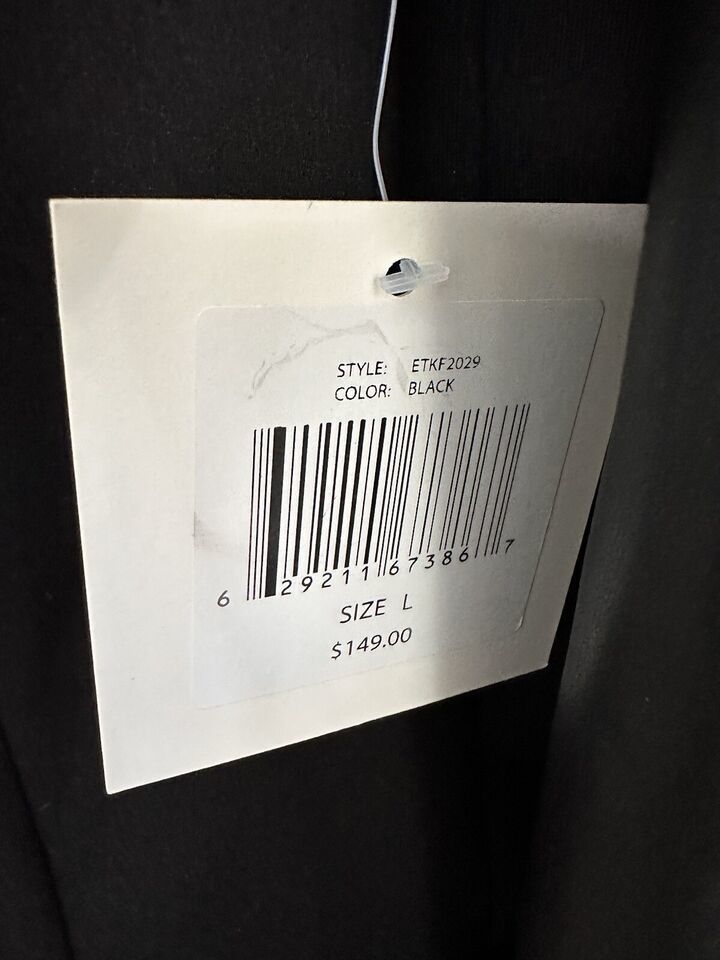 STYLE: ETKF2029
COLOR: BLACK
6 29211 67386 7
SIZE L
$149.00